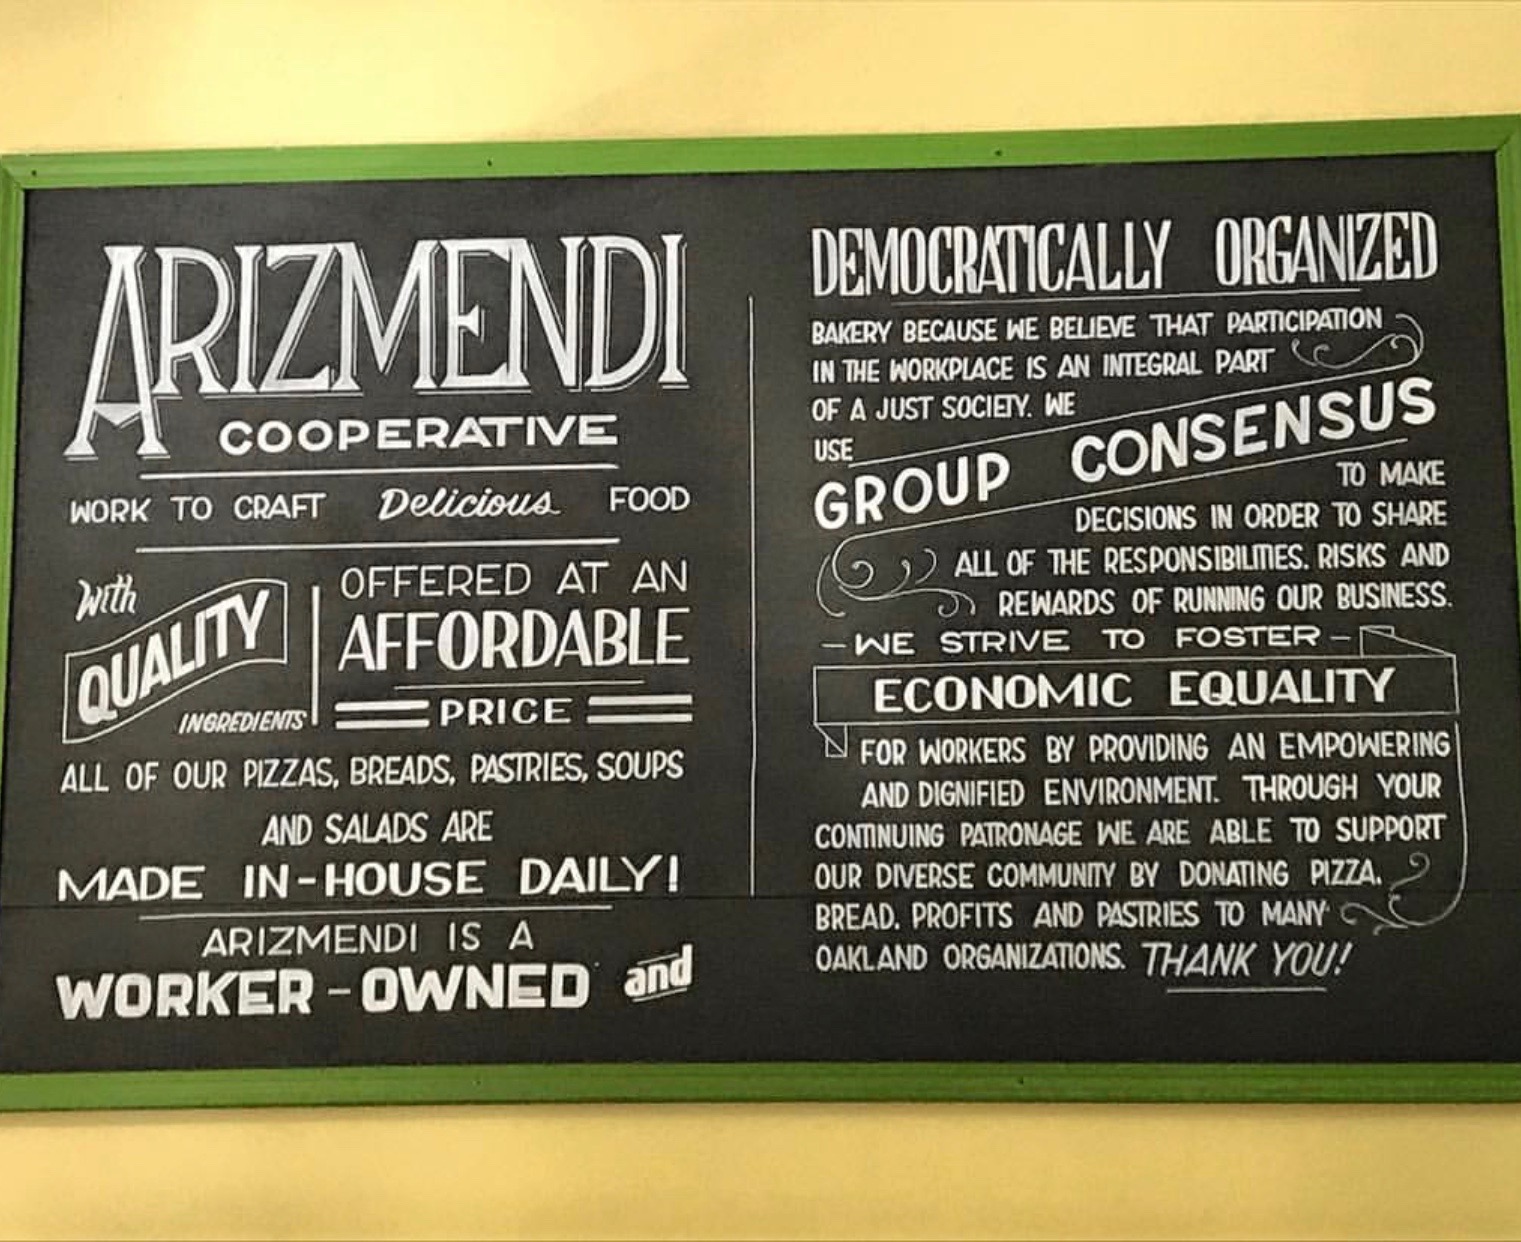 ARIZMENDI
COOPERATIVE
WORK TO CRAFT Delicious FOOD
With
QUALITY
INGREDIENTS
OFFERED AT AN
AFFORDABLE
PRICE
ALL OF OUR PIZZAS, BREADS, PASTRIES, SOUPS
AND SALADS ARE
MADE IN-HOUSE DAILY!
ARIZMENDI IS A
WORKER-OWNED and
DEMOCRATICALLY ORGANIZED
BAKERY BECAUSE WE BELIEVE THAT PARTICIPATION
IN THE WORKPLACE IS AN INTEGRAL PART
OF A JUST SOCIETY. WE
USE
GROUP CONSENSUS
TO MAKE
DECISIONS IN ORDER TO SHARE
ALL OF THE RESPONSIBILITIES, RISKS AND
REWARDS OF RUNNING OUR BUSINESS.
-WE STRIVE TO FOSTER-
ECONOMIC EQUALITY
FOR WORKERS BY PROVIDING AN EMPOWERING
AND DIGNIFIED ENVIRONMENT. THROUGH YOUR
CONTINUING PATRONAGE WE ARE ABLE TO SUPPORT
OUR DIVERSE COMMUNITY BY DONATING PIZZA,
BREAD, PROFITS AND PASTRIES TO MANY
OAKLAND ORGANIZATIONS. THANK YOU!